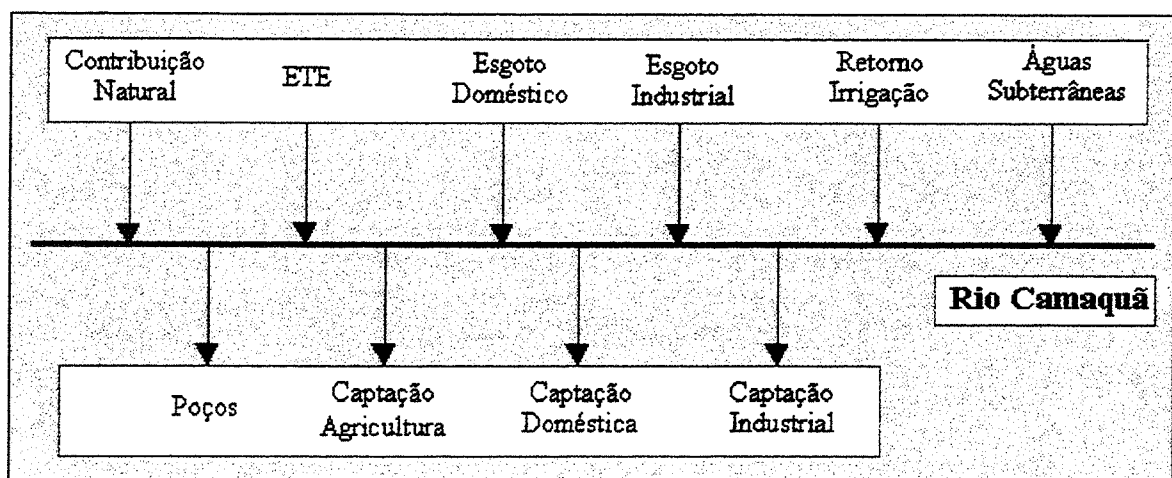 Contribuição
Natural
ETE
Esgoto
Doméstico
Esgoto
Industrial
Retorno
Irrigação
Águas
Subterrâneas
Rio Camaquã
Poços
Captação
Agricultura
Captação
Doméstica
Captação
Industrial